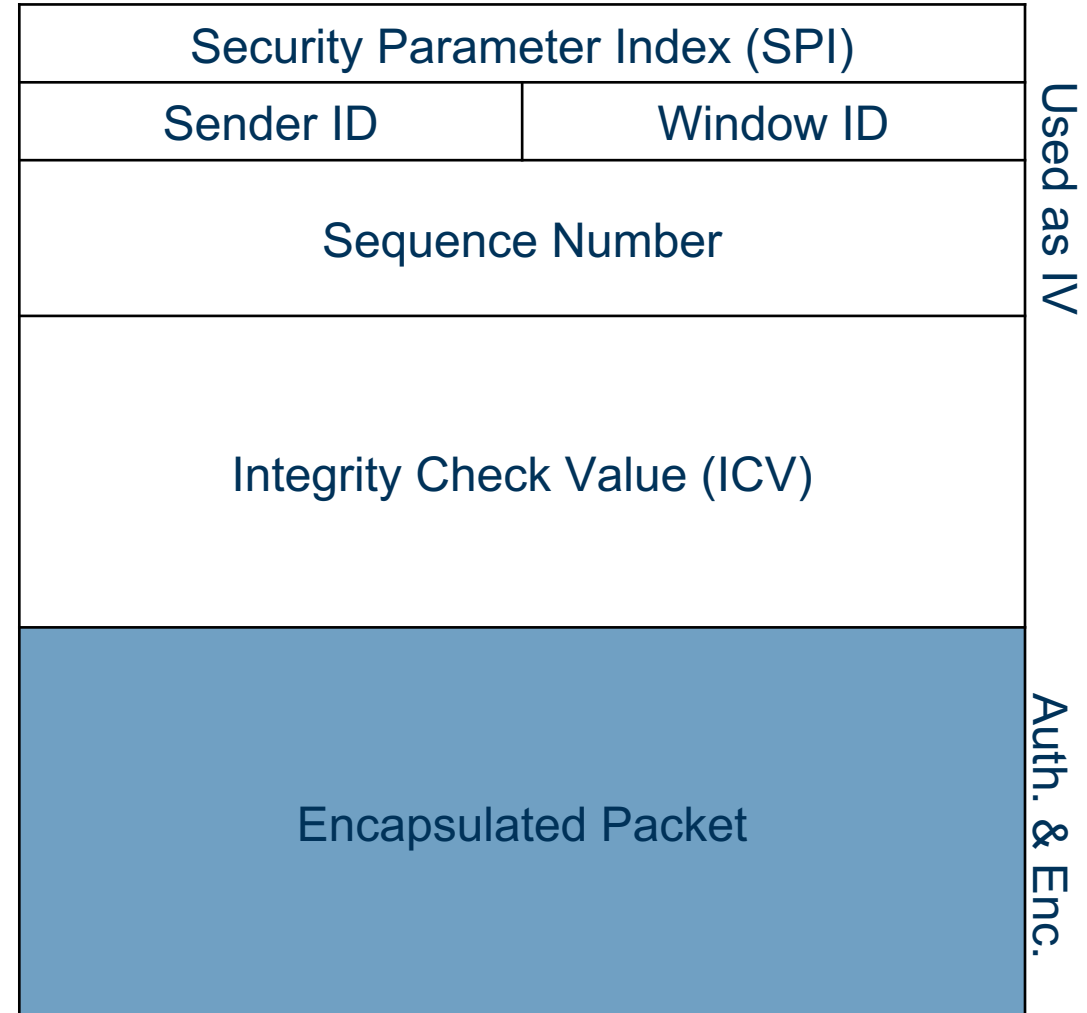 Security Parameter Index (SPI)
Sender ID
Window ID
Used as IV
Sequence Number
Integrity Check Value (ICV)
Encapsulated Packet
Auth. & Enc.